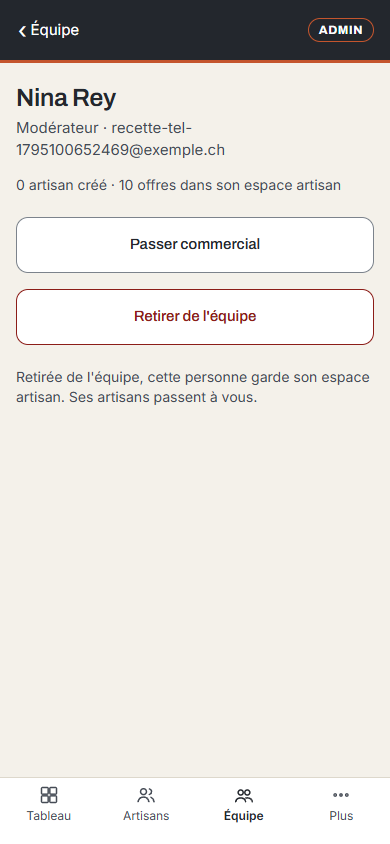 ‹ Équipe
ADMIN
Nina Rey
Modérateur · recette-tel-
1795100652469@exemple.ch
0 artisan créé · 10 offres dans son espace artisan
Passer commercial
Retirer de l'équipe
Retirée de l'équipe, cette personne garde son espace
artisan. Ses artisans passent à vous.
Tableau
Artisans
Équipe
Plus